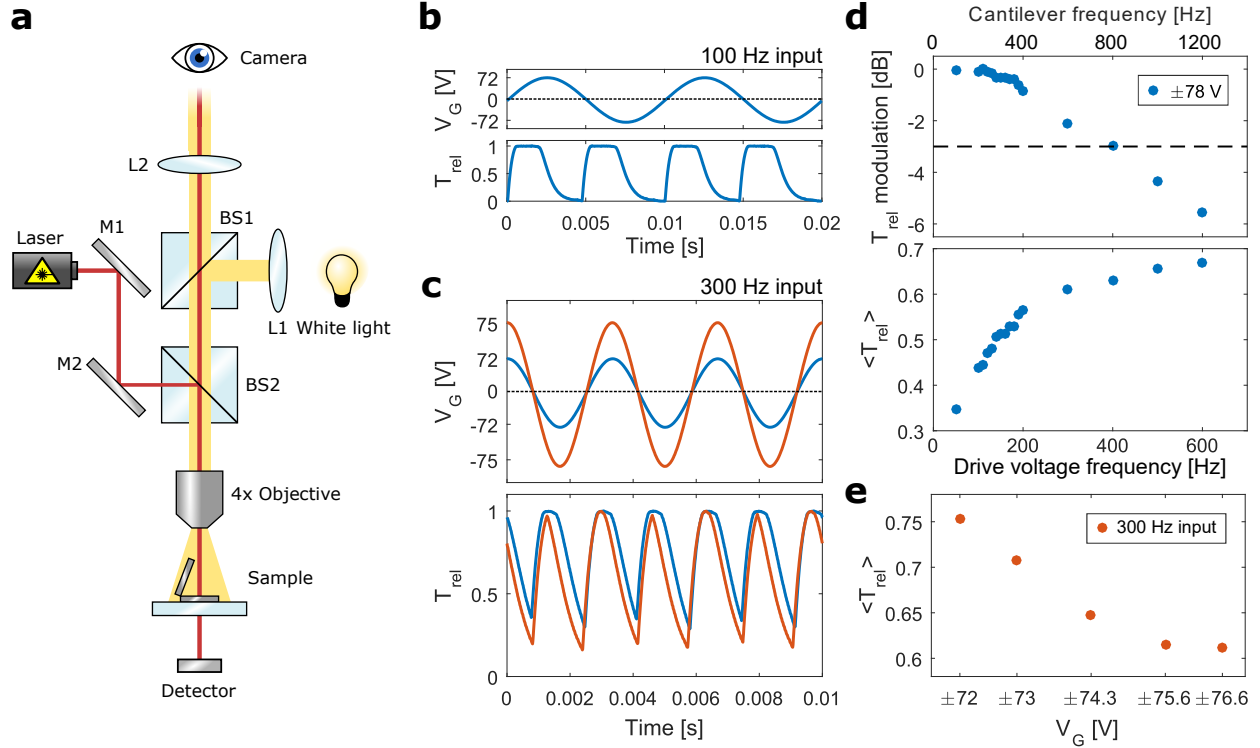 a
Camera
L2
M1
BS1
Laser
L1 White light
M2
BS2
4x Objective
Sample
Detector
b
100 Hz input
V_G [V]
72
0
-72
T_rel
1
0.5
0
0 0.005 0.01 0.015 0.02
Time [s]
c
300 Hz input
V_G [V]
75
72
0
-72
-75
T_rel
1
0.5
0
0 0.002 0.004 0.006 0.008 0.01
Time [s]
d
Cantilever frequency [Hz]
0 400 800 1200
T_rel modulation [dB]
0
-2
-4
-6
±78 V
<T_rel>
0.7
0.6
0.5
0.4
0.3
0 200 400 600
Drive voltage frequency [Hz]
e
300 Hz input
<T_rel>
0.75
0.7
0.65
0.6
±72 ±73 ±74.3 ±75.6 ±76.6
V_G [V]